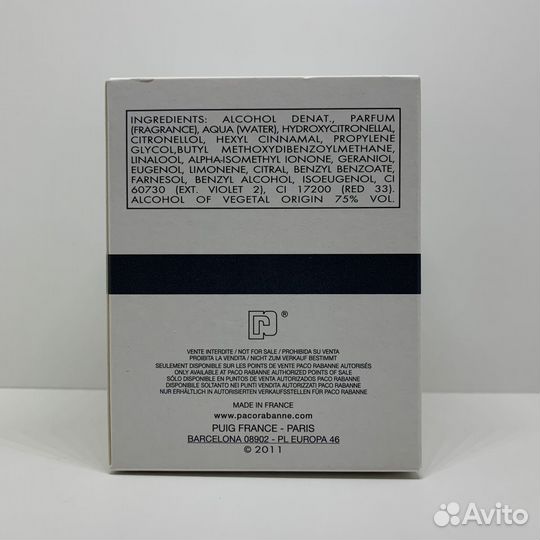 INGREDIENTS: ALCOHOL DENAT., PARFUM
(FRAGRANCE), AQUA (WATER), HYDROXYCITRONELLAL,
CITRONELLOL, HEXYL CINNAMAL, PROPYLENE
GLYCOL,BUTYL METHOXYDIBENZOYLMETHANE,
LINALOOL, ALPHA-ISOMETHYL IONONE, GERANIOL,
EUGENOL, LIMONENE, CITRAL, BENZYL BENZOATE,
FARNESOL, BENZYL ALCOHOL, ISOEUGENOL, CI
60730 (EXT. VIOLET 2), CI 17200 (RED 33).
ALCOHOL OF VEGETAL ORIGIN 75% VOL.
®
VENTE INTERDITE / NOT FOR SALE / PROHIBIDA SU VENTA
PROIBITA LA VENDITA / NICHT ZUM VERKAUF BESTIMMT
SEULEMENT DISPONIBLE SUR LES POINTS DE VENTE PACO RABANNE AUTORISÉS
ONLY AVAILABLE AT PACO RABANNE AUTHORIZED POINTS OF SALE
SÓLO DISPONIBLE EN PUNTOS DE VENTA AUTORIZADOS PACO RABANNE
DISPONIBILE SOLTANTO NEI PUNTI VENDITA AUTORIZZATI PACO RABANNE
NUR ERHÄLTLICH IN AUTORISIERTEN VERKAUFSSTELLEN FÜR PACO RABANNE
MADE IN FRANCE
www.pacorabanne.com
PUIG FRANCE - PARIS
BARCELONA 08902 - PL EUROPA 46
© 2011
Avito